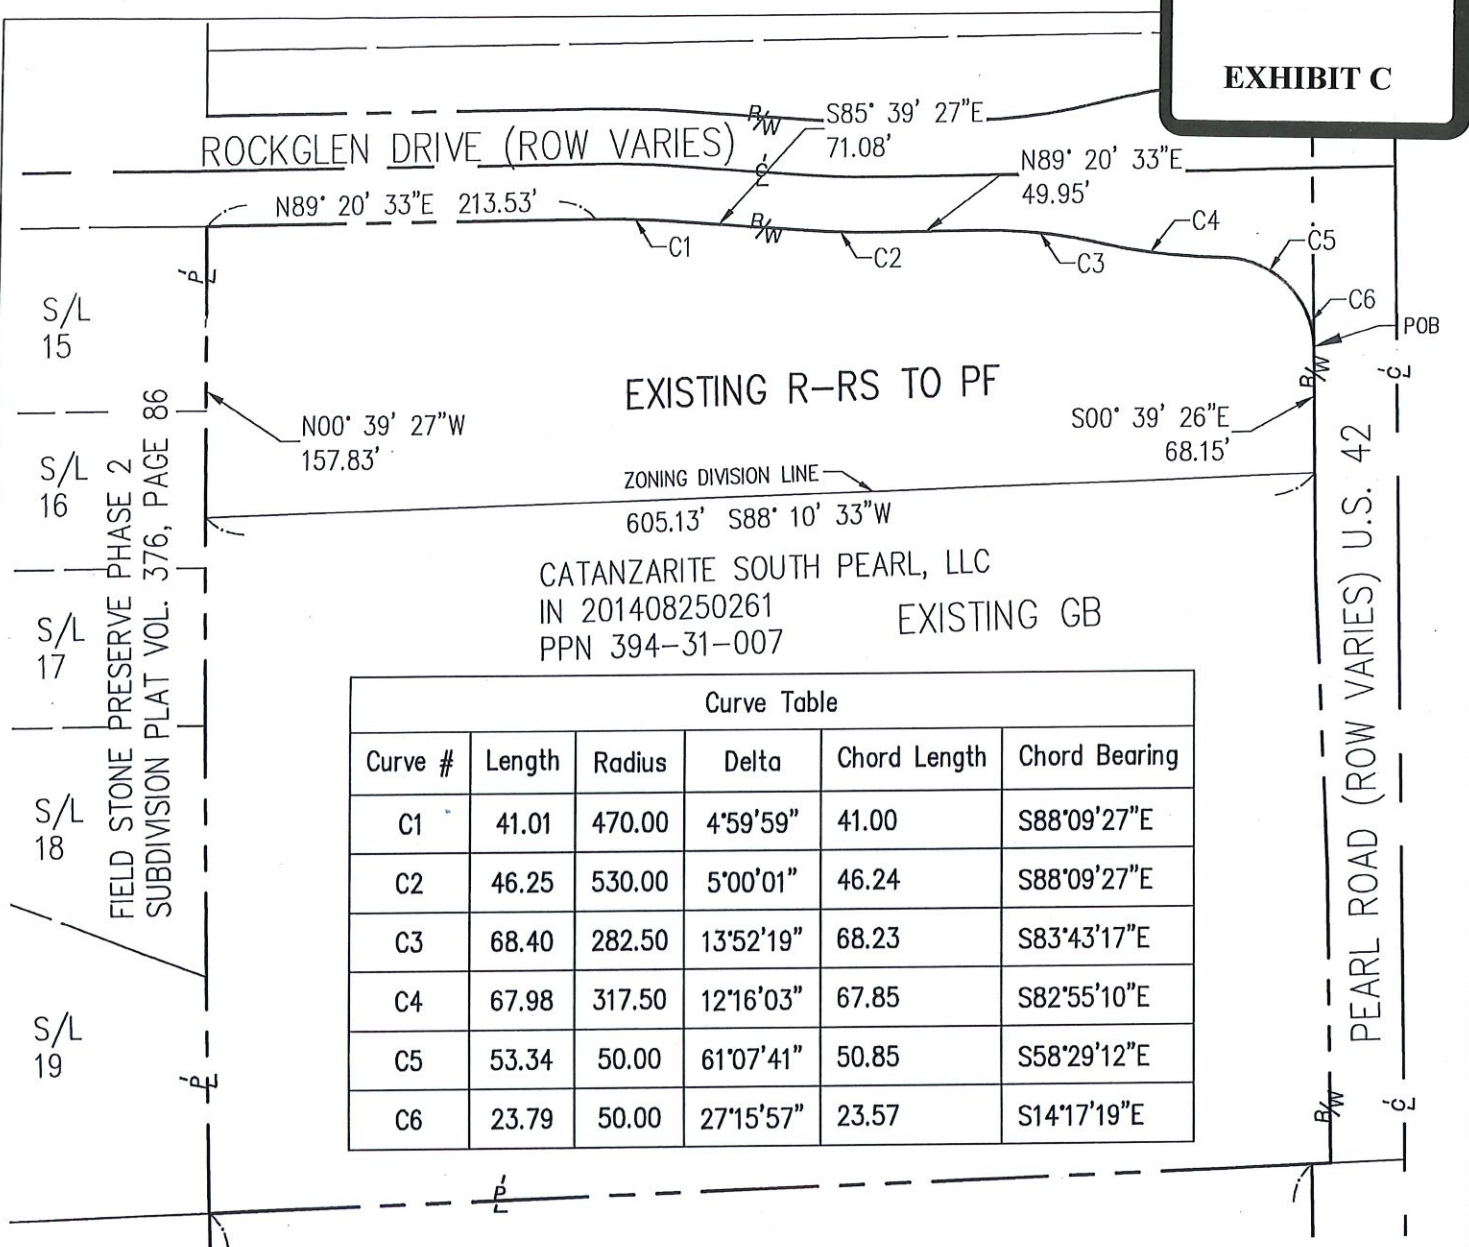 EXHIBIT C
R/W
S85° 39' 27"E
71.08'
ROCKGLEN DRIVE (ROW VARIES)
CL
N89° 20' 33"E
49.95'
N89° 20' 33"E 213.53'
R/W
C1
C2
C3
C4
C5
C6
POB
PL
S/L
15
R/W
CL
EXISTING R-RS TO PF
N00° 39' 27"W
157.83'
S00° 39' 26"E
68.15'
S/L
16
ZONING DIVISION LINE
605.13' S88° 10' 33"W
FIELD STONE PRESERVE PHASE 2
SUBDIVISION PLAT VOL. 376, PAGE 86
PEARL ROAD (ROW VARIES) U.S. 42
CATANZARITE SOUTH PEARL, LLC
IN 201408250261
PPN 394-31-007
EXISTING GB
S/L
17
S/L
18
S/L
19
Curve Table
Curve # Length Radius Delta Chord Length Chord Bearing
C1 41.01 470.00 4°59'59" 41.00 S88°09'27"E
C2 46.25 530.00 5°00'01" 46.24 S88°09'27"E
C3 68.40 282.50 13°52'19" 68.23 S83°43'17"E
C4 67.98 317.50 12°16'03" 67.85 S82°55'10"E
C5 53.34 50.00 61°07'41" 50.85 S58°29'12"E
C6 23.79 50.00 27°15'57" 23.57 S14°17'19"E
PL
R/W
CL
PL